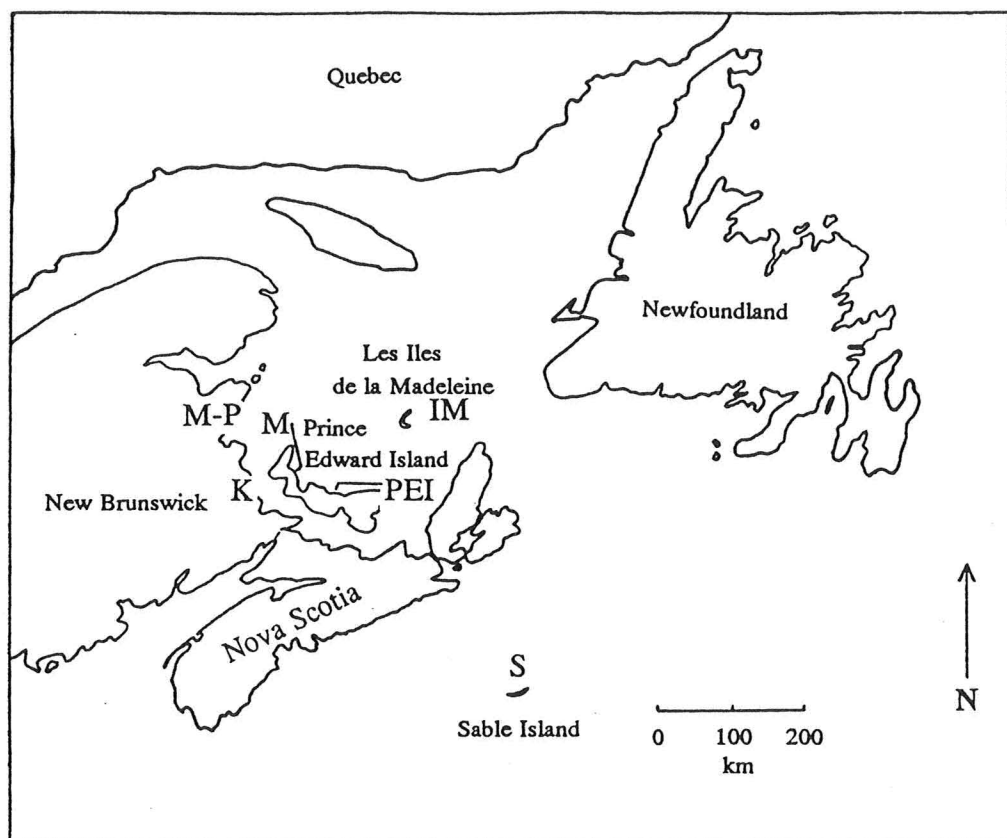 Quebec
Newfoundland
Les Iles
de la Madeleine
IM
M-P
M
Prince
Edward Island
PEI
K
New Brunswick
Nova Scotia
S
Sable Island
0 100 200
km
N